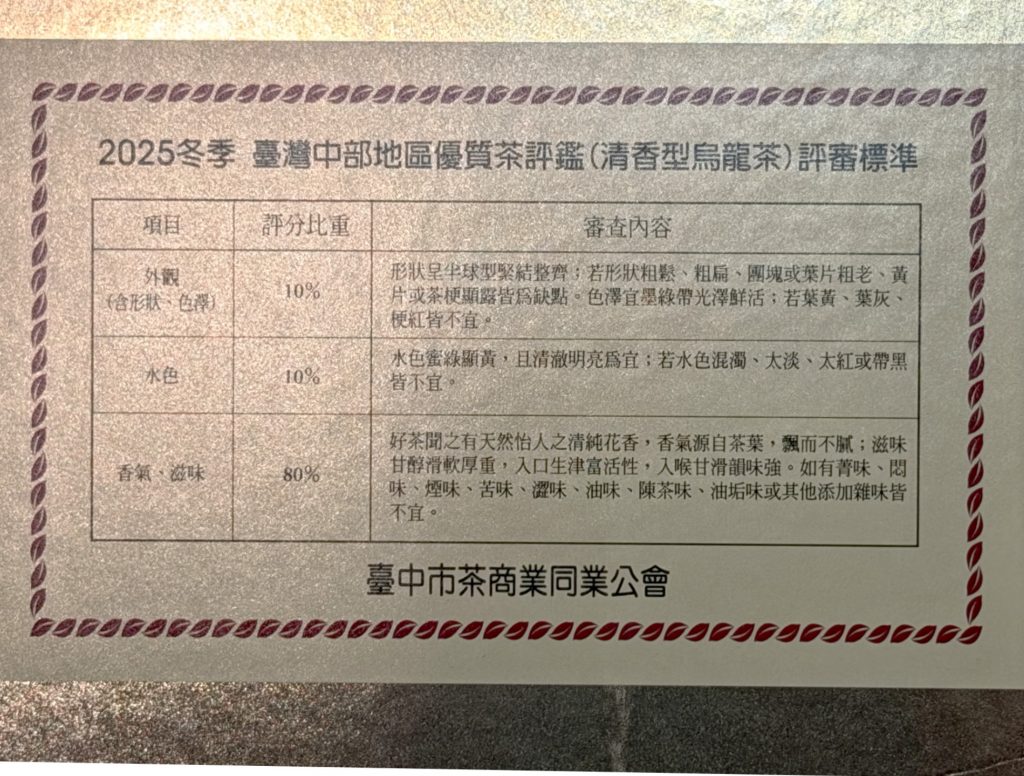 2025冬季 臺灣中部地區優質茶評鑑(清香型烏龍茶)評審標準
項目 評分比重 審查內容
外觀
(含形狀、色澤)
10%
形狀呈半球型緊結整齊；若形狀粗鬆、粗扁、團塊或葉片粗老、黃
片或茶梗顯露皆為缺點。色澤宜墨綠帶光澤鮮活；若葉黃、葉灰、
梗紅皆不宜。
水色
10%
水色蜜綠顯黃，且清澈明亮為宜；若水色混濁、太淡、太紅或帶黑
皆不宜。
香氣、滋味
80%
好茶聞之有天然怡人之清純花香，香氣源自茶葉，飄而不膩；滋味
甘醇滑軟厚重，入口生津富活性，入喉甘滑韻味強。如有菁味、悶
味、煙味、苦味、澀味、油味、陳茶味、油垢味或其他添加雜味皆
不宜。
臺中市茶商業同業公會